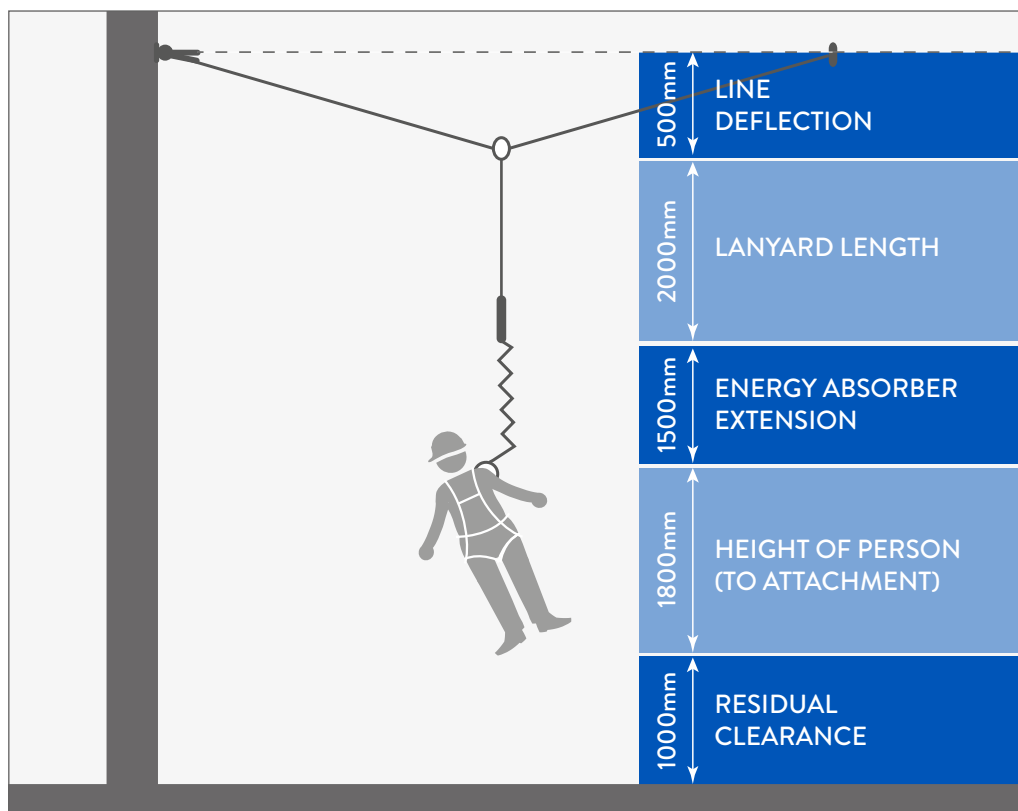 500mm
LINE
DEFLECTION
2000mm
LANYARD LENGTH
1500mm
ENERGY ABSORBER
EXTENSION
1800mm
HEIGHT OF PERSON
(TO ATTACHMENT)
1000mm
RESIDUAL
CLEARANCE